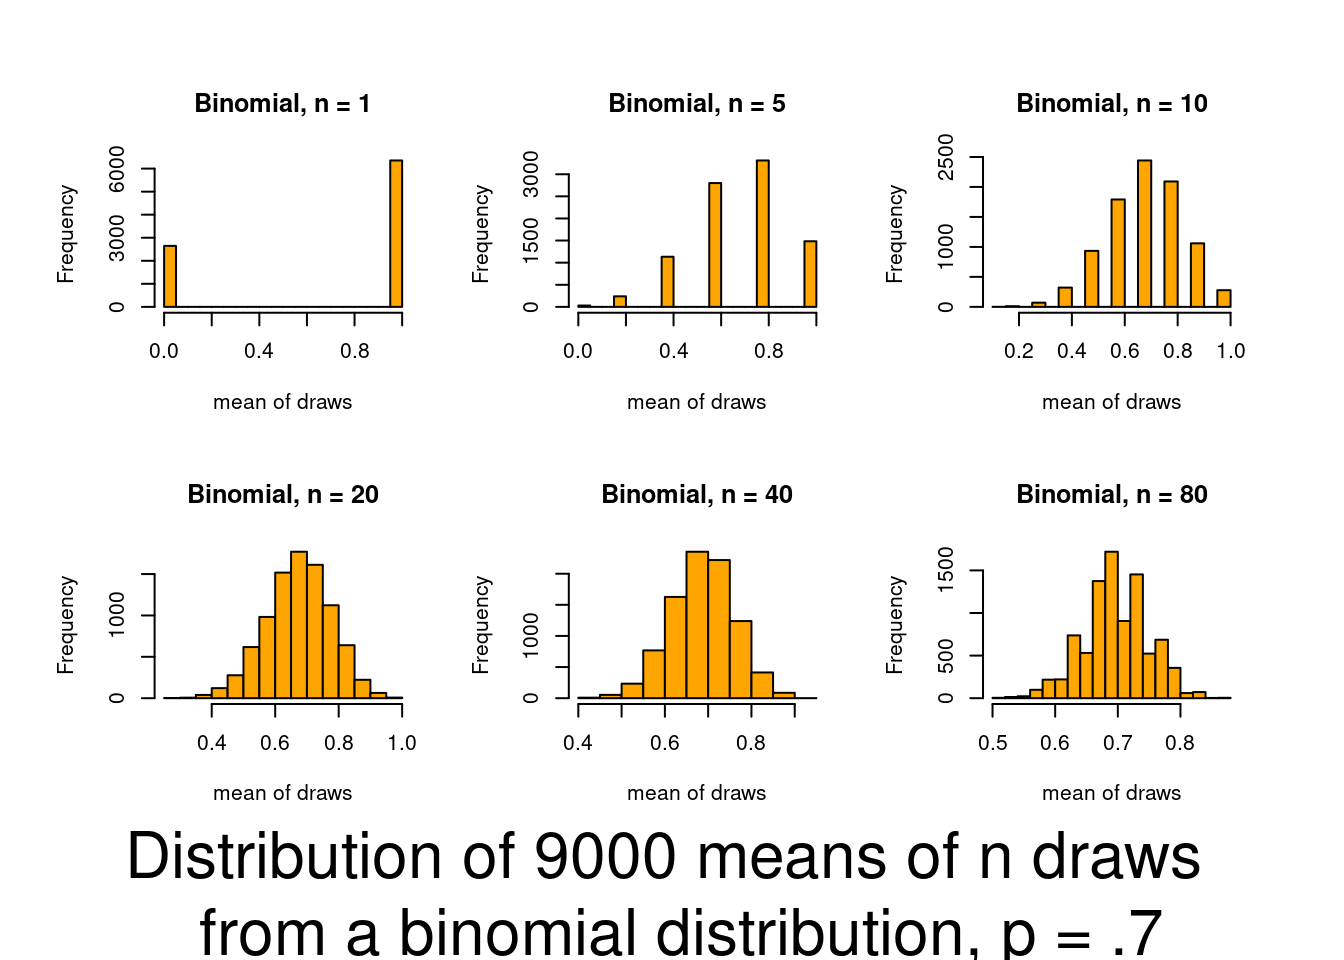 Binomial, n = 1
Frequency
0 3000 6000
0.0 0.4 0.8
mean of draws
Binomial, n = 5
Frequency
0 1500 3000
0.0 0.4 0.8
mean of draws
Binomial, n = 10
Frequency
0 1000 2500
0.2 0.4 0.6 0.8 1.0
mean of draws
Binomial, n = 20
Frequency
0 1000
0.4 0.6 0.8 1.0
mean of draws
Binomial, n = 40
Frequency
0 1000
0.4 0.6 0.8
mean of draws
Binomial, n = 80
Frequency
0 500 1500
0.5 0.6 0.7 0.8
mean of draws
Distribution of 9000 means of n draws
from a binomial distribution, p = .7